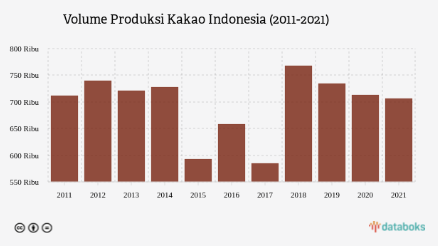 Volume Produksi Kakao Indonesia (2011-2021)
800 Ribu
750 Ribu
700 Ribu
650 Ribu
600 Ribu
550 Ribu
2011 2012 2013 2014 2015 2016 2017 2018 2019 2020 2021
databoks